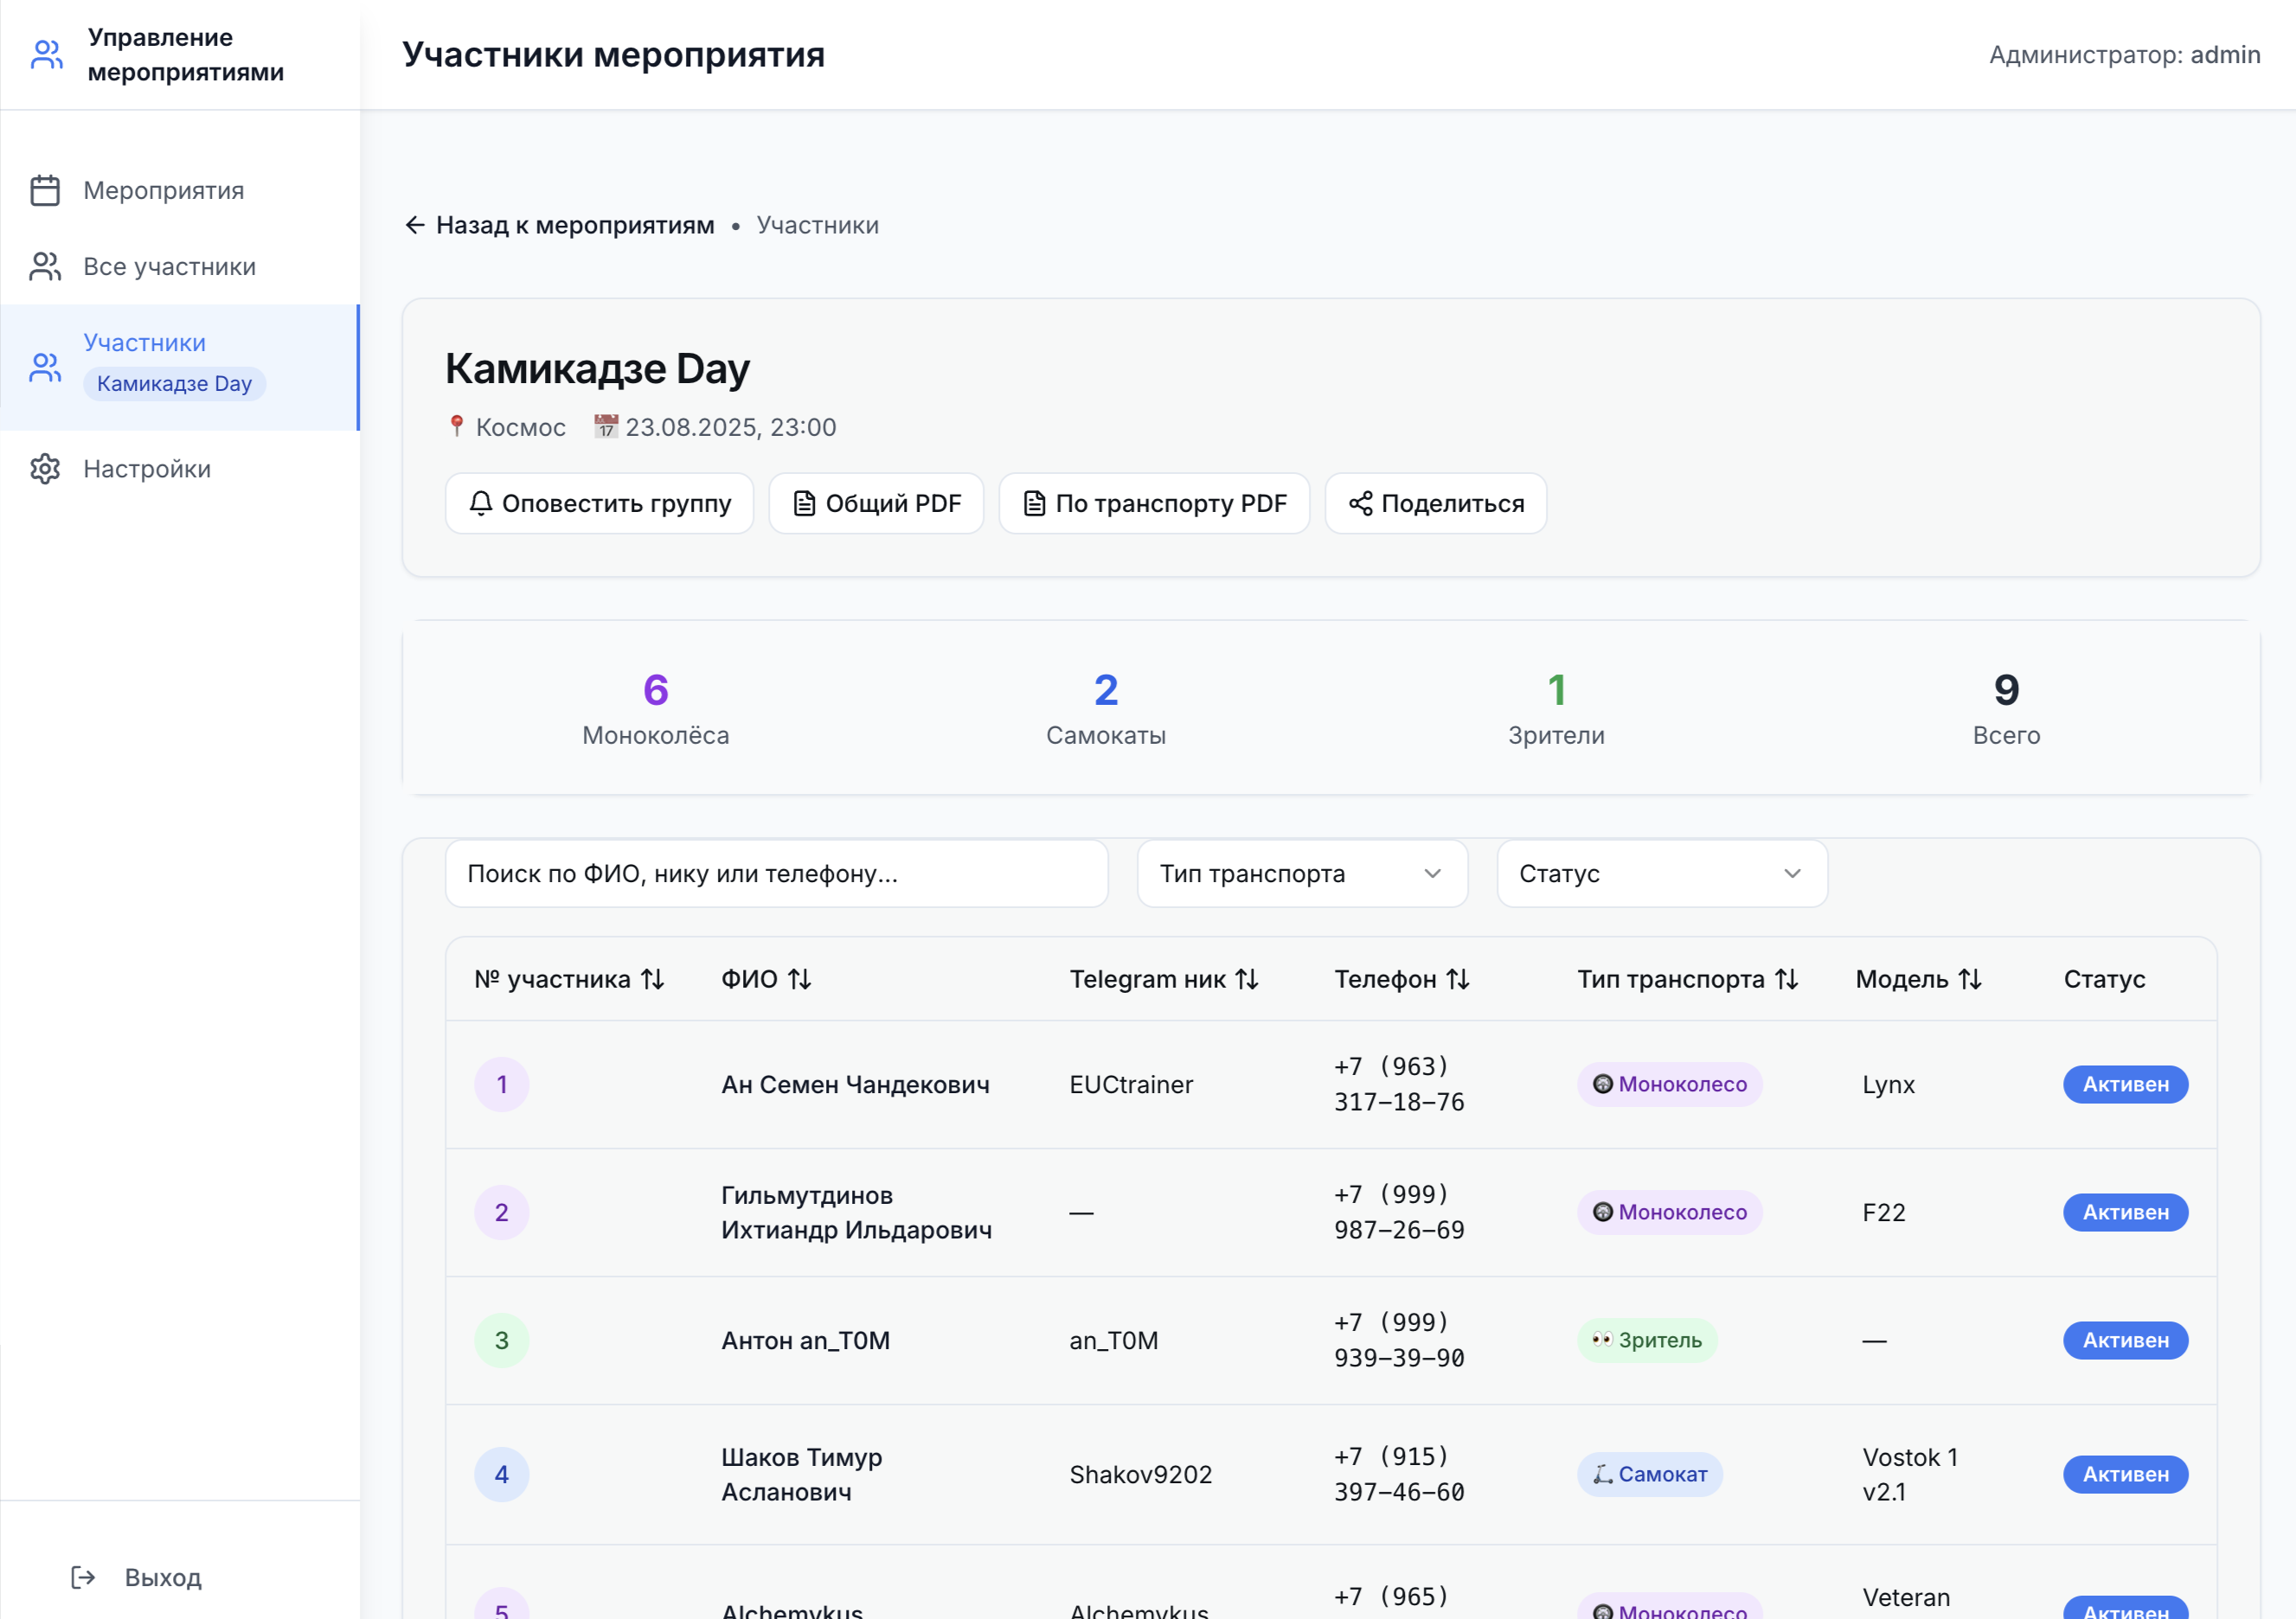 Управление
мероприятиями
Участники мероприятия
Администратор: admin
Мероприятия
Все участники
Участники
Камикадзе Day
Настройки
Выход
Назад к мероприятиям • Участники
Камикадзе Day
Космос 17 23.08.2025, 23:00
Оповестить группу Общий PDF По транспорту PDF Поделиться
6 2 1 9
Моноколёса Самокаты Зрители Всего
Поиск по ФИО, нику или телефону... Тип транспорта Статус
№ участника ФИО Telegram ник Телефон Тип транспорта Модель Статус
1 Ан Семен Чандекович EUCtrainer +7 (963) 317-18-76 Моноколесо Lynx Активен
2 Гильмутдинов Ихтиандр Ильдарович — +7 (999) 987-26-69 Моноколесо F22 Активен
3 Антон an_T0M an_T0M +7 (999) 939-39-90 Зритель — Активен
4 Шаков Тимур Асланович Shakov9202 +7 (915) 397-46-60 Самокат Vostok 1 v2.1 Активен
5 Alchemykus Alchemykus +7 (965) Моноколесо Veteran Активен